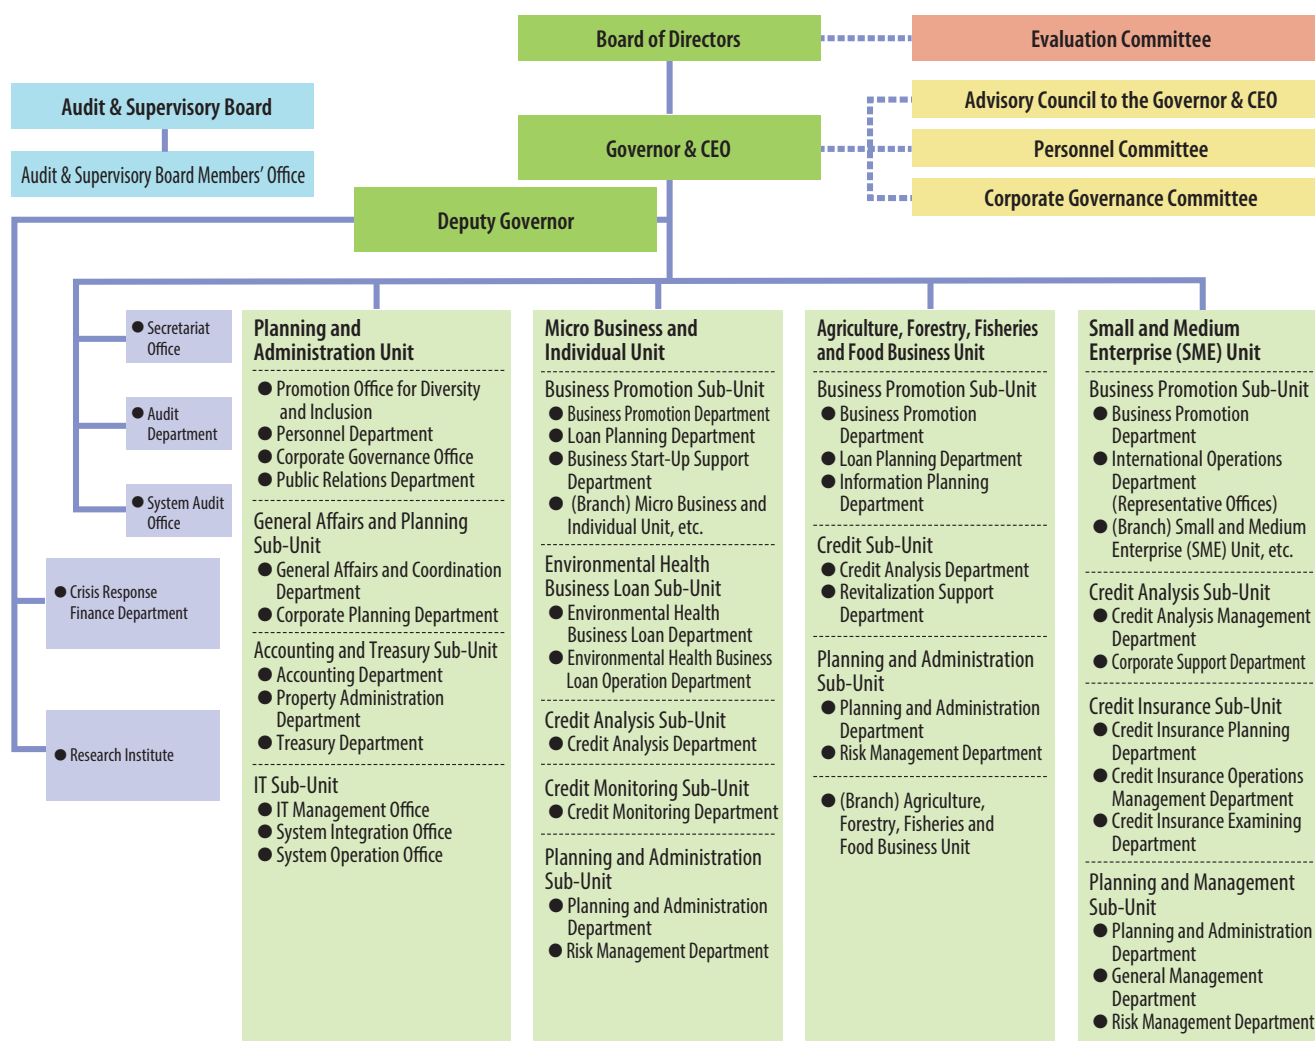 Board of Directors
Evaluation Committee
Audit & Supervisory Board
Advisory Council to the Governor & CEO
Governor & CEO
Personnel Committee
Audit & Supervisory Board Members' Office
Corporate Governance Committee
Deputy Governor
● Secretariat
Office
● Audit
Department
● System Audit
Office
● Crisis Response
Finance Department
● Research Institute
Planning and
Administration Unit
● Promotion Office for Diversity
and Inclusion
● Personnel Department
● Corporate Governance Office
● Public Relations Department
General Affairs and Planning
Sub-Unit
● General Affairs and Coordination
Department
● Corporate Planning Department
Accounting and Treasury Sub-Unit
● Accounting Department
● Property Administration
Department
● Treasury Department
IT Sub-Unit
● IT Management Office
● System Integration Office
● System Operation Office
Micro Business and
Individual Unit
Business Promotion Sub-Unit
● Business Promotion Department
● Loan Planning Department
● Business Start-Up Support
Department
● (Branch) Micro Business and
Individual Unit, etc.
Environmental Health
Business Loan Sub-Unit
● Environmental Health
Business Loan Department
● Environmental Health Business
Loan Operation Department
Credit Analysis Sub-Unit
● Credit Analysis Department
Credit Monitoring Sub-Unit
● Credit Monitoring Department
Planning and Administration
Sub-Unit
● Planning and Administration
Department
● Risk Management Department
Agriculture, Forestry, Fisheries
and Food Business Unit
Business Promotion Sub-Unit
● Business Promotion
Department
● Loan Planning Department
● Information Planning
Department
Credit Sub-Unit
● Credit Analysis Department
● Revitalization Support
Department
Planning and Administration
Sub-Unit
● Planning and Administration
Department
● Risk Management Department
● (Branch) Agriculture,
Forestry, Fisheries and
Food Business Unit
Small and Medium
Enterprise (SME) Unit
Business Promotion Sub-Unit
● Business Promotion
Department
● International Operations
Department
(Representative Offices)
● (Branch) Small and Medium
Enterprise (SME) Unit, etc.
Credit Analysis Sub-Unit
● Credit Analysis Management
Department
● Corporate Support Department
Credit Insurance Sub-Unit
● Credit Insurance Planning
Department
● Credit Insurance Operations
Management Department
● Credit Insurance Examining
Department
Planning and Management
Sub-Unit
● Planning and Administration
Department
● General Management
Department
● Risk Management Department